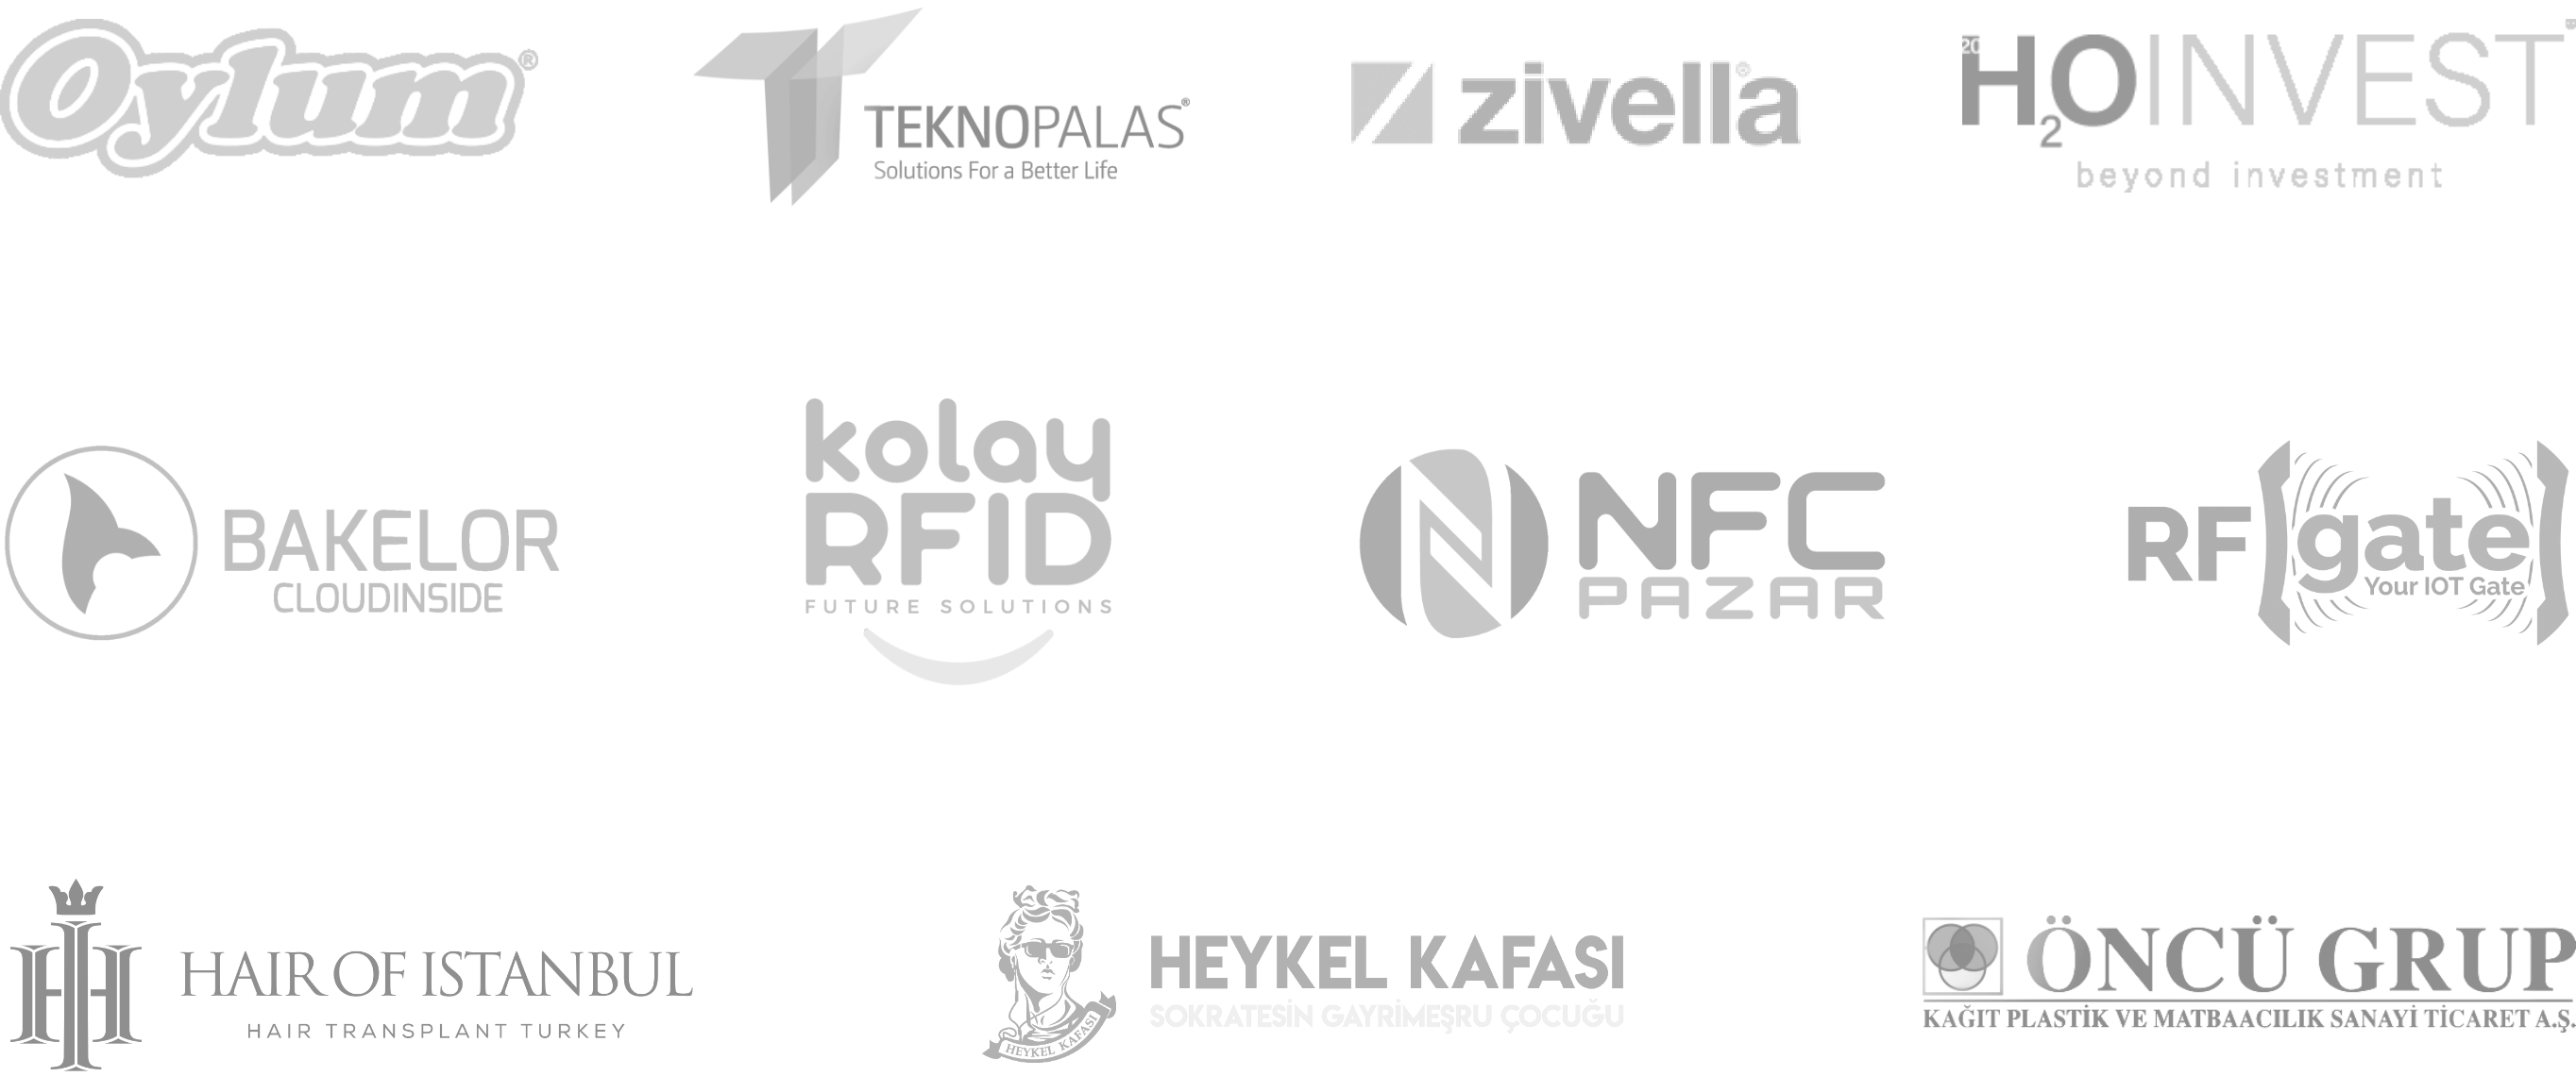 Oylum®
TEKNOPALAS®
Solutions For a Better Life
zivella®
20
H2OINVEST
beyond investment
BAKELOR
CLOUDINSIDE
kolay
RFID
FUTURE SOLUTIONS
NFC
PAZAR
RF gate
Your IOT Gate
HAIR OF ISTANBUL
HAIR TRANSPLANT TURKEY
HEYKEL KAFASI
HEYKEL KAFASI
SOKRATESİN GAYRİMEŞRU ÇOCUĞU
ÖNCÜ GRUP
KAĞIT PLASTİK VE MATBAACILIK SANAYİ TİCARET A.Ş.